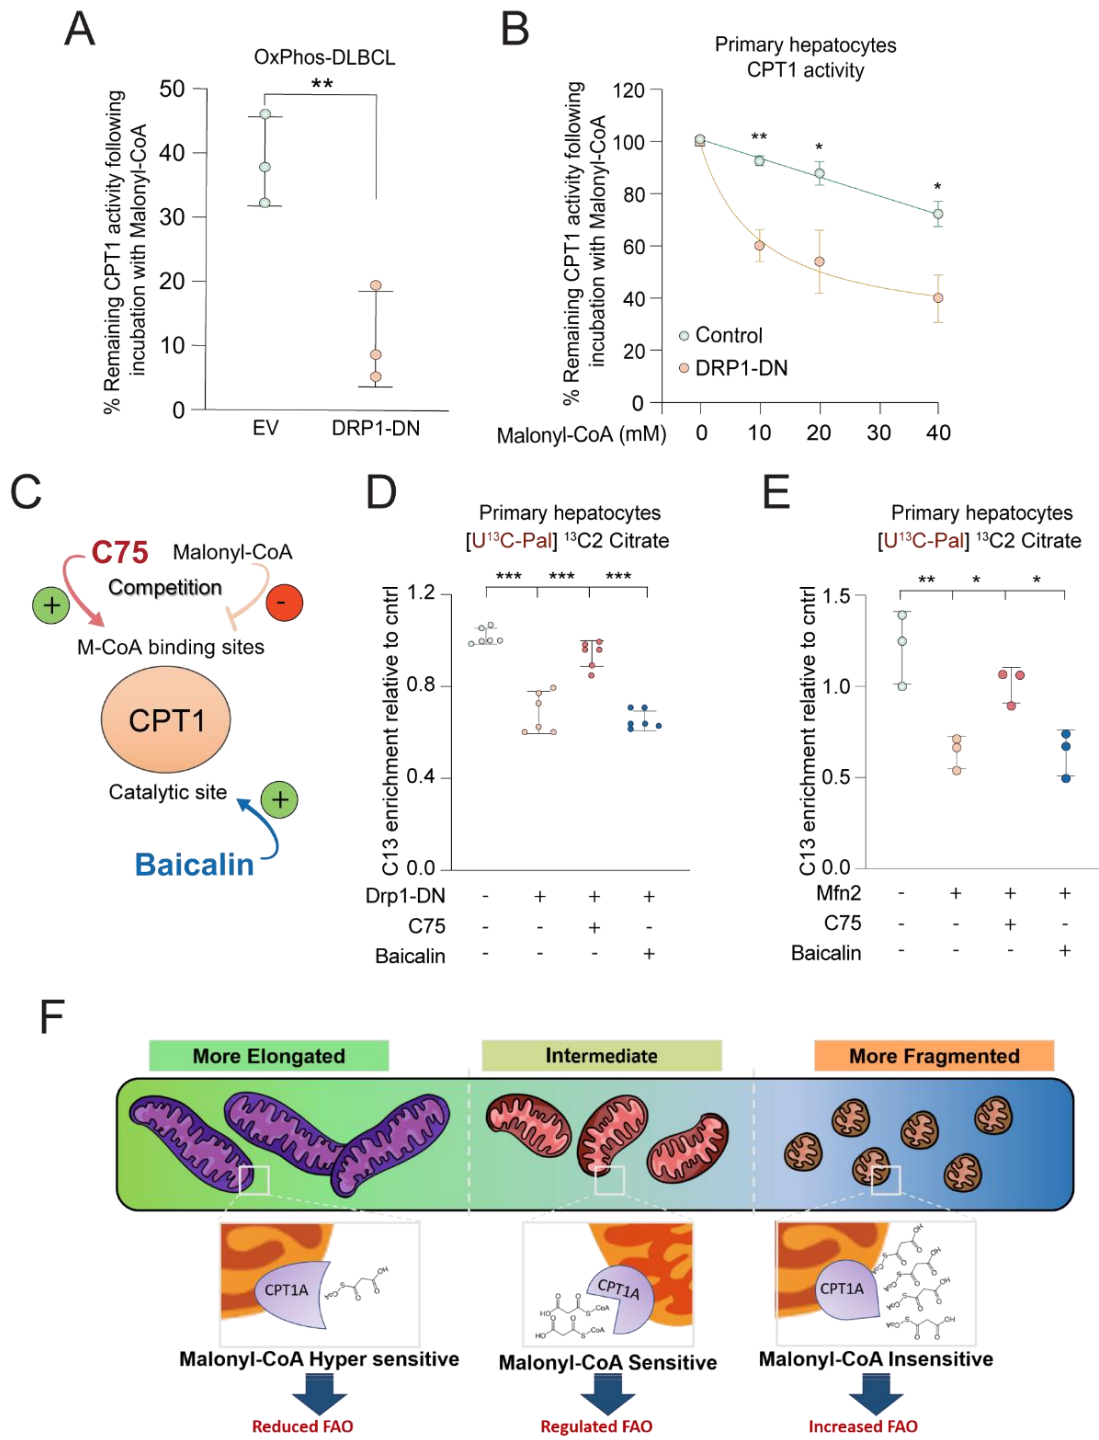 A
OxPhos-DLBCL
% Remaining CPT1 activity following
incubation with Malonyl-CoA
50
40
30
20
10
0
**
EV
DRP1-DN
B
Primary hepatocytes
CPT1 activity
% Remaining CPT1 activity following
incubation with Malonyl-CoA
120
100
80
60
40
20
0
**
*
*
Control
DRP1-DN
Malonyl-CoA (mM)
0
10
20
30
40
C
C75
Malonyl-CoA
Competition
+
-
M-CoA binding sites
CPT1
Catalytic site
+
Baicalin
D
Primary hepatocytes
[U¹³C-Pal] ¹³C2 Citrate
C13 enrichment relative to cntrl
*** *** ***
1.2
0.8
0.4
0.0
Drp1-DN - + + +
C75 - - + -
Baicalin - - - +
E
Primary hepatocytes
[U¹³C-Pal] ¹³C2 Citrate
C13 enrichment relative to cntrl
** * *
1.5
1.0
0.5
0.0
Mfn2 - + + +
C75 - - + -
Baicalin - - - +
F
More Elongated
Intermediate
More Fragmented
CPT1A
CPT1A
CPT1A
Malonyl-CoA Hyper sensitive
Malonyl-CoA Sensitive
Malonyl-CoA Insensitive
Reduced FAO
Regulated FAO
Increased FAO